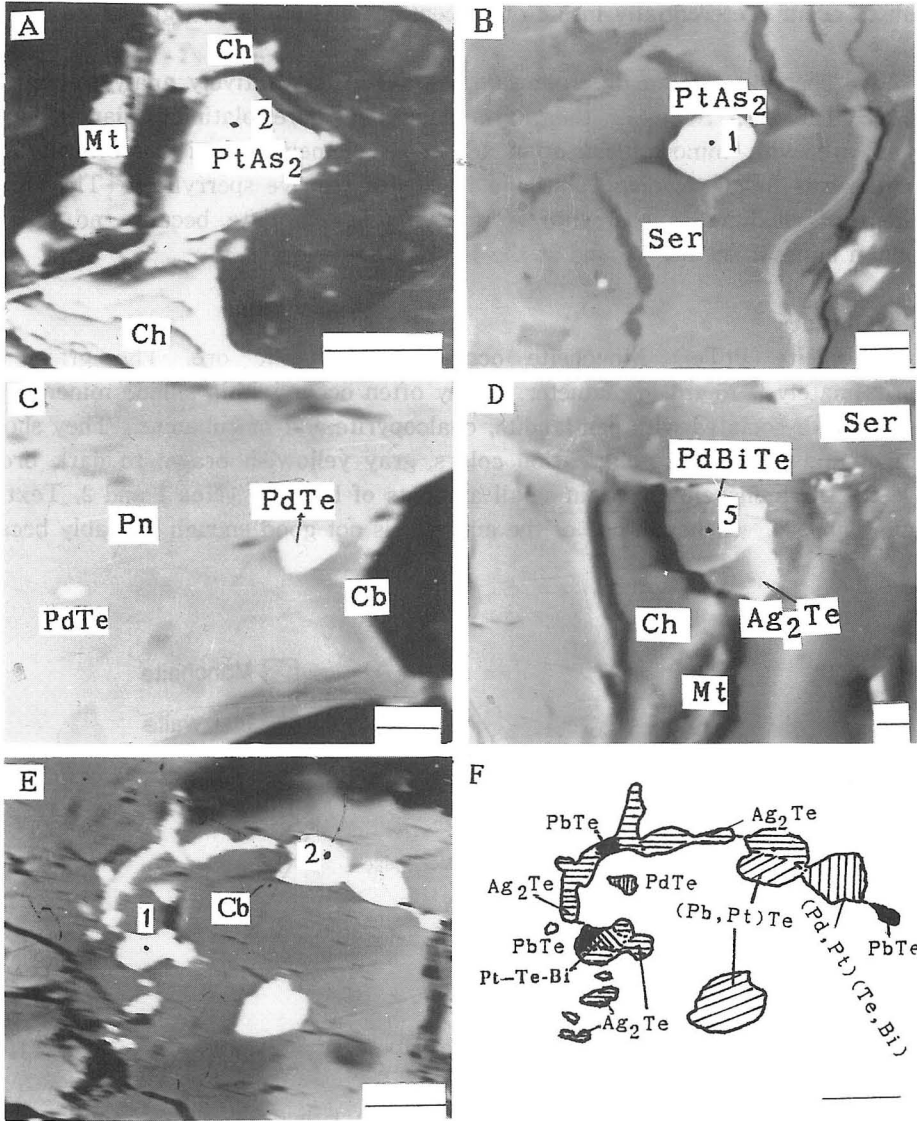 A
Ch
2
Mt
PtAs2
Ch
B
PtAs2
1
Ser
C
PdTe
Pn
PdTe
Cb
D
Ser
PdBiTe
5
Ch
Ag2Te
Mt
E
2
Cb
1
F
Ag2Te
PbTe
Ag2Te
PdTe
(Pb,Pt)Te
(Pd,Pt)(Te,Bi)
PbTe
PbTe
Pt-Te-Bi
Ag2Te